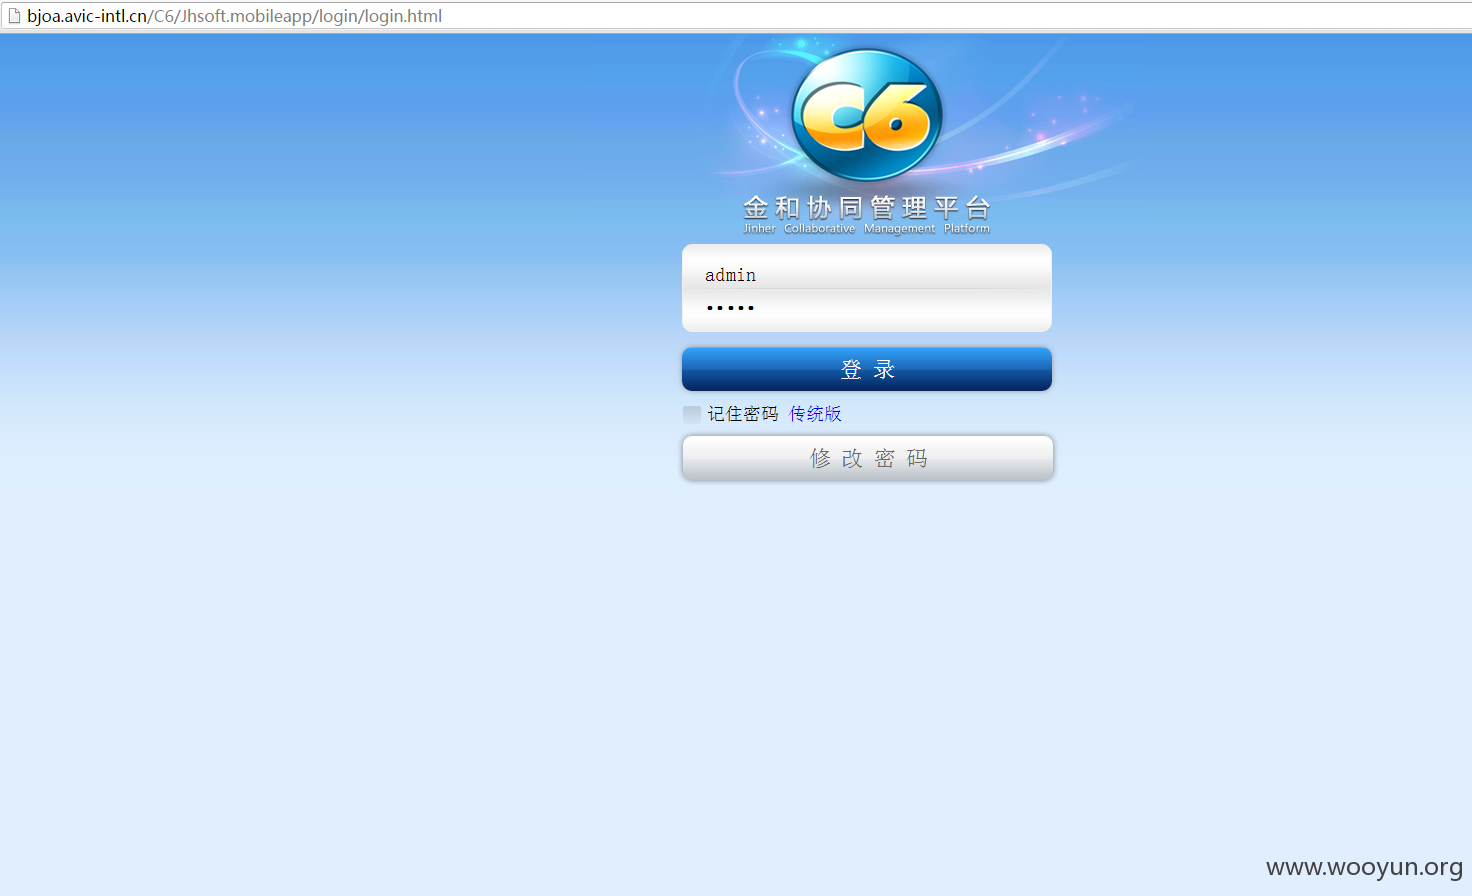 bjoa.avic-intl.cn/C6/Jhsoft.mobileapp/login/login.html
C6
金和协同管理平台
Jinher Collaborative Management Platform
admin
•••••
登 录
记住密码 传统版
修 改 密 码
www.wooyun.org